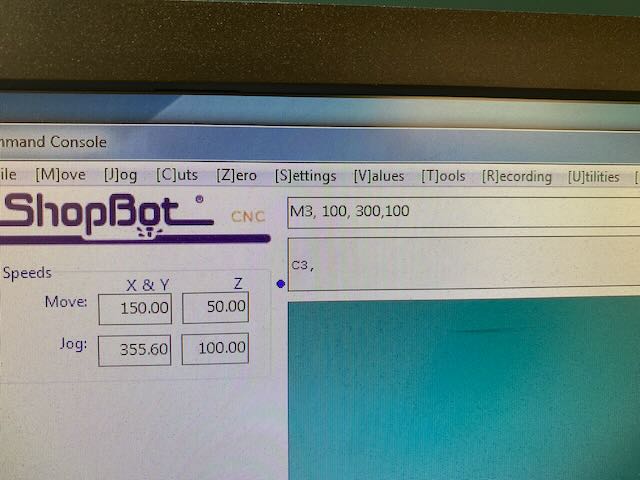 mmand Console
ile [M]ove [J]og [C]uts [Z]ero [S]ettings [V]alues [T]ools [R]ecording [U]tilities [
ShopBot® CNC
M3, 100, 300,100
C3,
Speeds
X & Y Z
Move: 150.00 50.00
Jog: 355.60 100.00